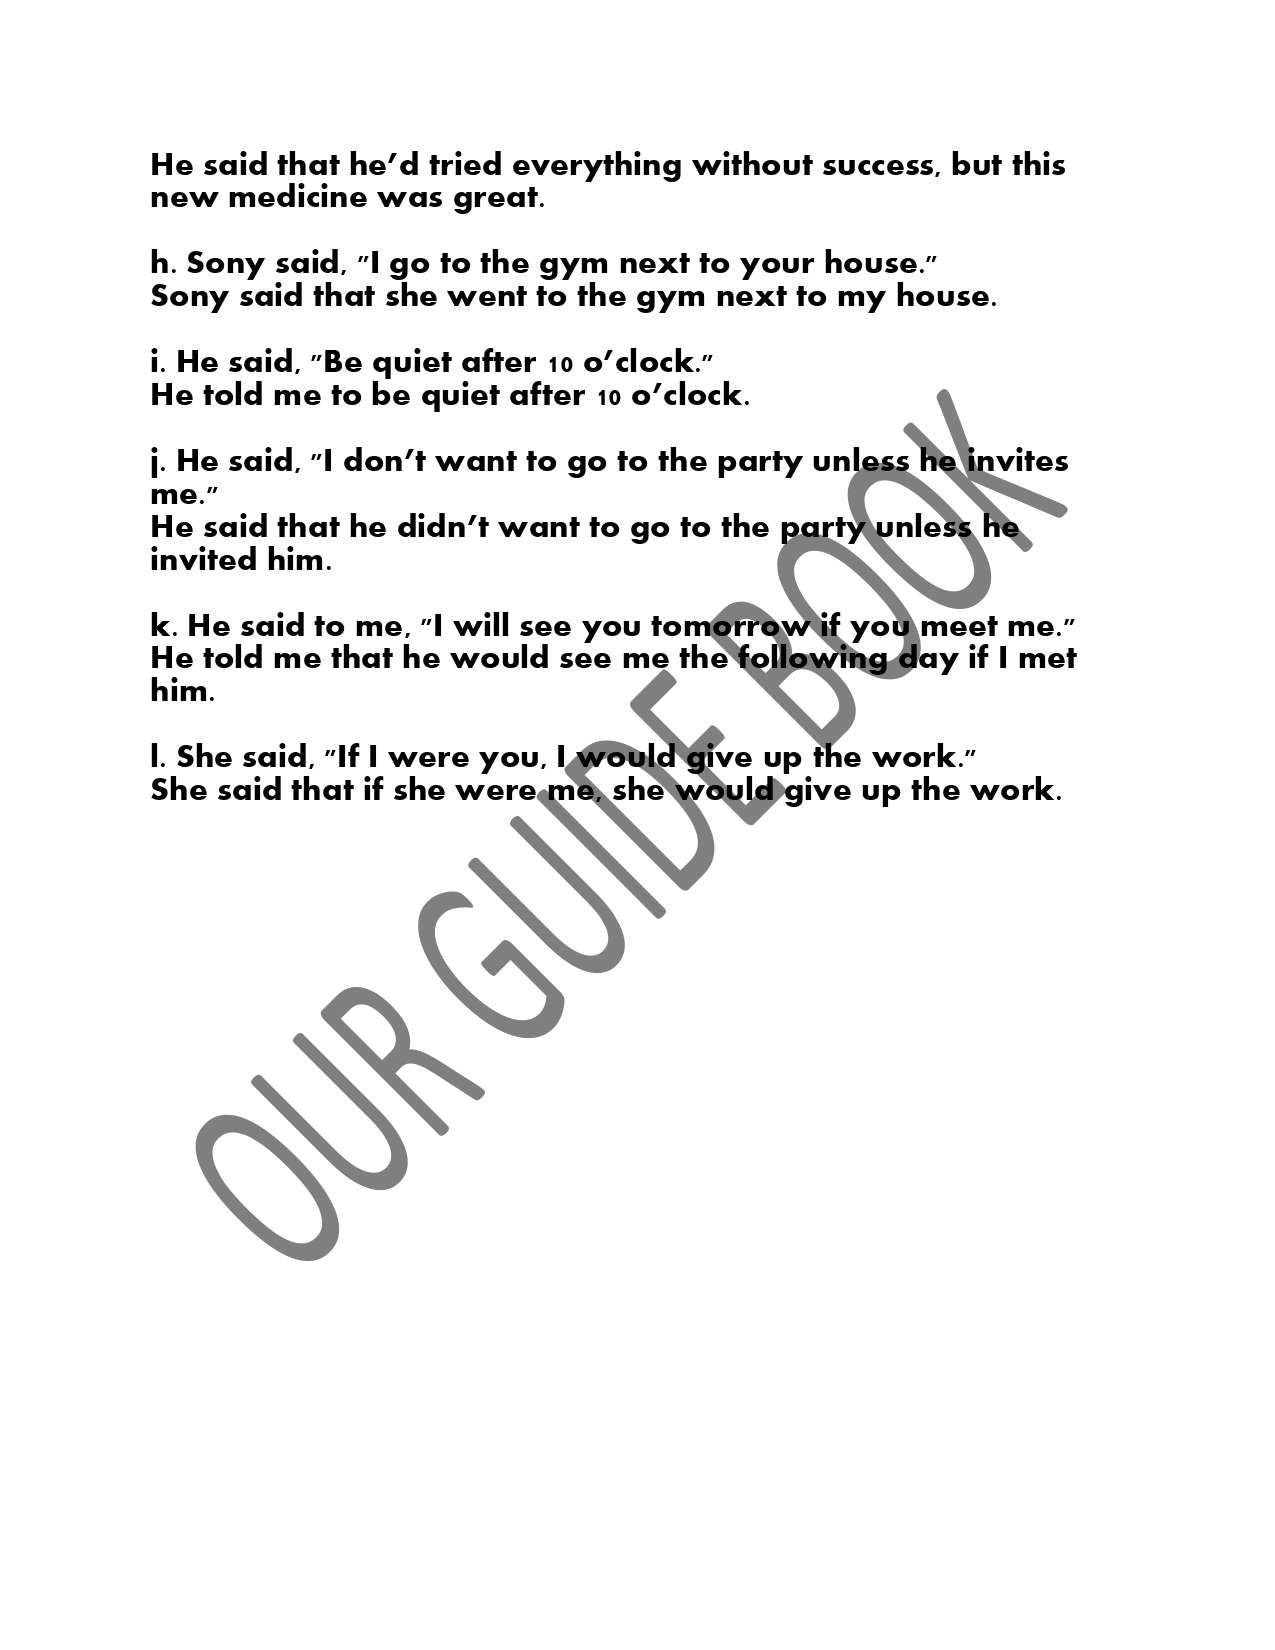 He said that he’d tried everything without success, but this
new medicine was great.
h. Sony said, ”I go to the gym next to your house.”
Sony said that she went to the gym next to my house.
i. He said, ”Be quiet after 10 o’clock.”
He told me to be quiet after 10 o’clock.
j. He said, ”I don’t want to go to the party unless he invites
me.”
He said that he didn’t want to go to the party unless he
invited him.
k. He said to me, ”I will see you tomorrow if you meet me.”
He told me that he would see me the following day if I met
him.
l. She said, ”If I were you, I would give up the work.”
She said that if she were me, she would give up the work.
OUR GUIDE BOOK